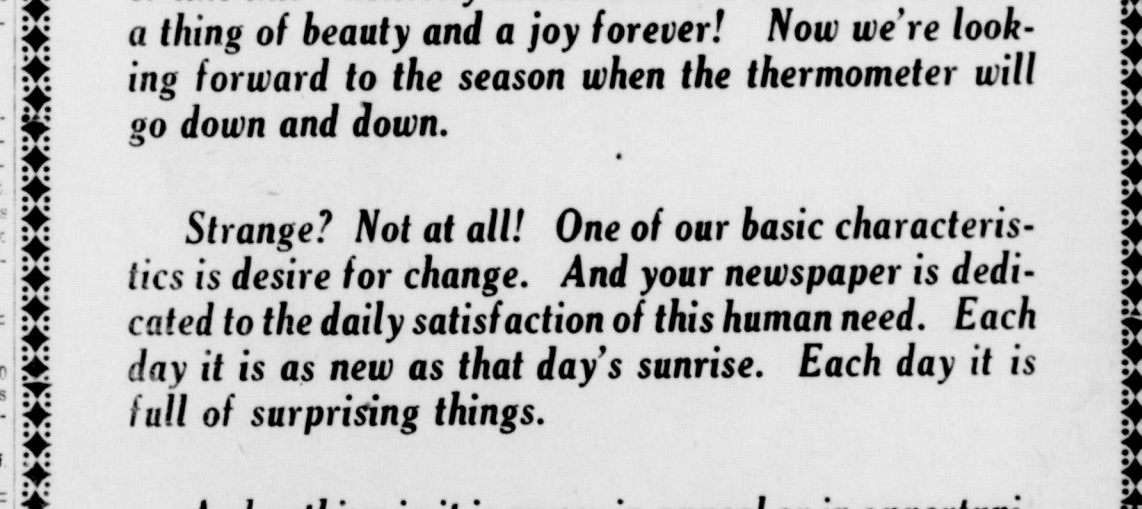 a thing of beauty and a joy forever! Now we're look-
ing forward to the season when the thermometer will
go down and down.
Strange? Not at all! One of our basic characteris-
tics is desire for change. And your newspaper is dedi-
cated to the daily satisfaction of this human need. Each
day it is as new as that day's sunrise. Each day it is
full of surprising things.